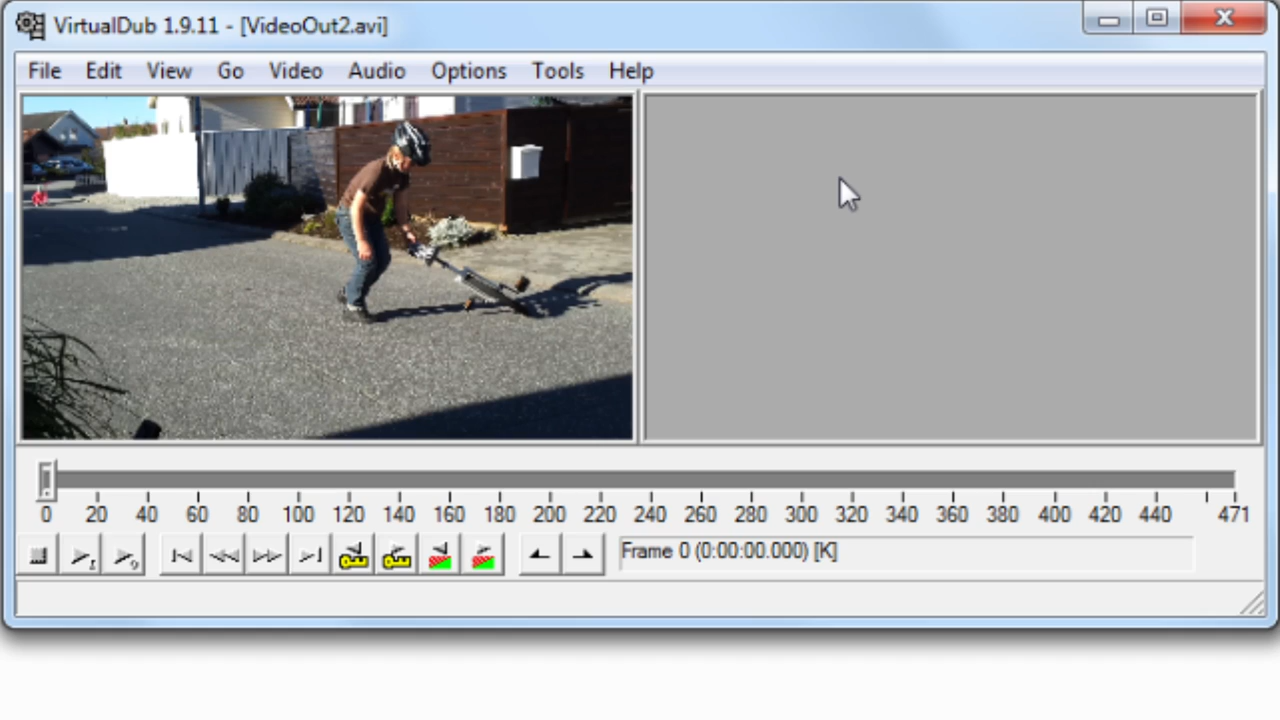 VirtualDub 1.9.11 - [VideoOut2.avi]
File Edit View Go Video Audio Options Tools Help
0 20 40 60 80 100 120 140 160 180 200 220 240 260 280 300 320 340 360 380 400 420 440 471
Frame 0 (0:00:00.000) [K]